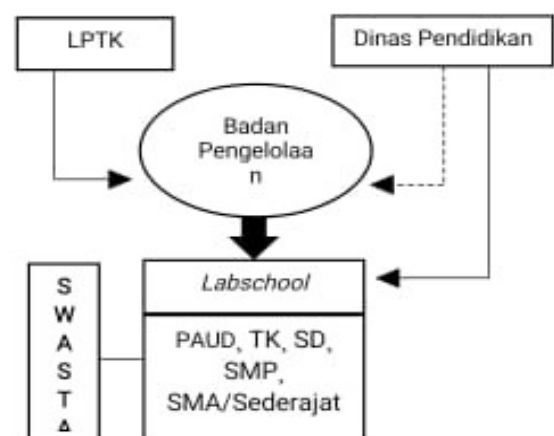 LPTK
Dinas Pendidikan
Badan
Pengelolaa
n
Labschool
PAUD, TK, SD,
SMP,
SMA/Sederajat
S
W
A
S
T
A